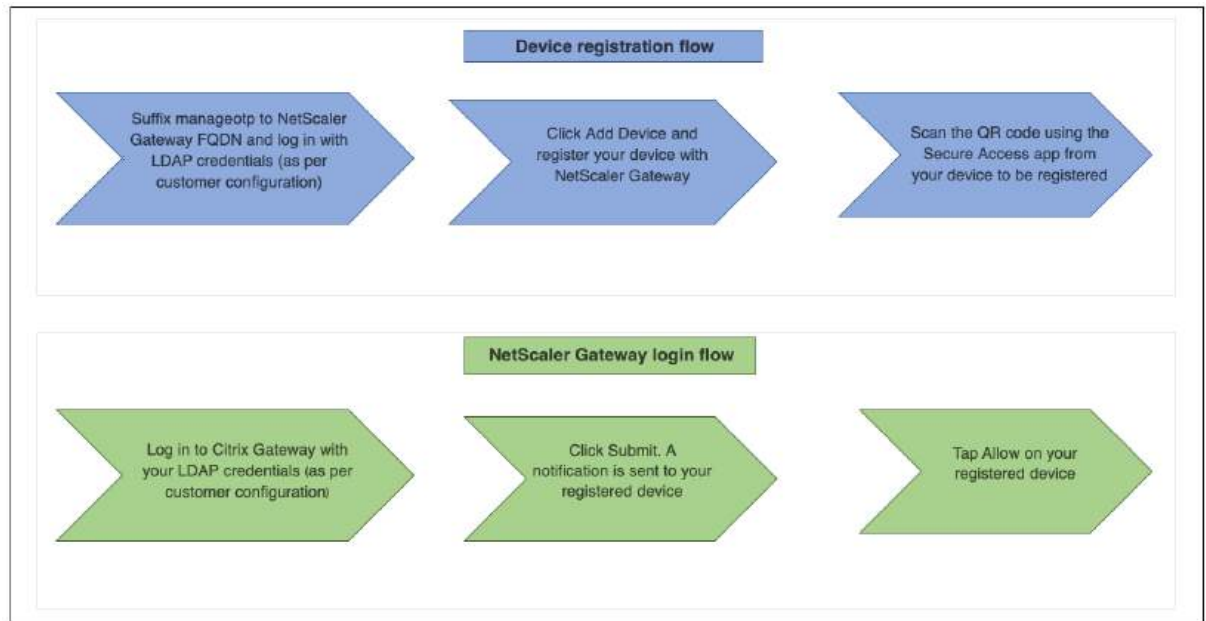 Device registration flow
Suffix manageotp to NetScaler
Gateway FQDN and log in with
LDAP credentials (as per
customer configuration)
Click Add Device and
register your device with
NetScaler Gateway
Scan the QR code using the
Secure Access app from
your device to be registered
NetScaler Gateway login flow
Log in to Citrix Gateway with
your LDAP credentials (as per
customer configuration)
Click Submit. A
notification is sent to your
registered device
Tap Allow on your
registered device